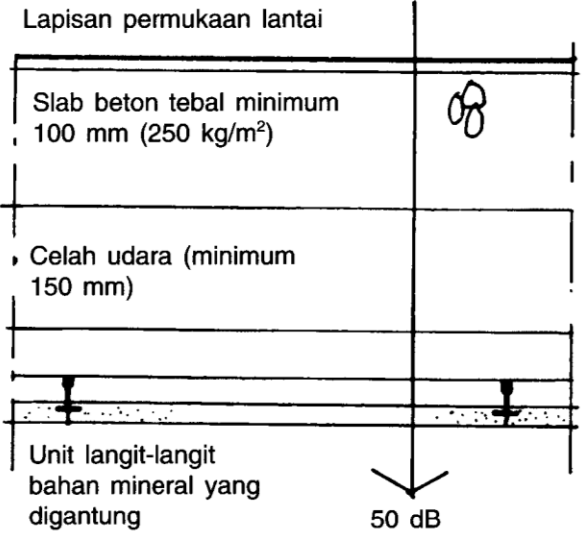 Lapisan permukaan lantai
Slab beton tebal minimum
100 mm (250 kg/m²)
Celah udara (minimum
150 mm)
Unit langit-langit
bahan mineral yang
digantung
50 dB